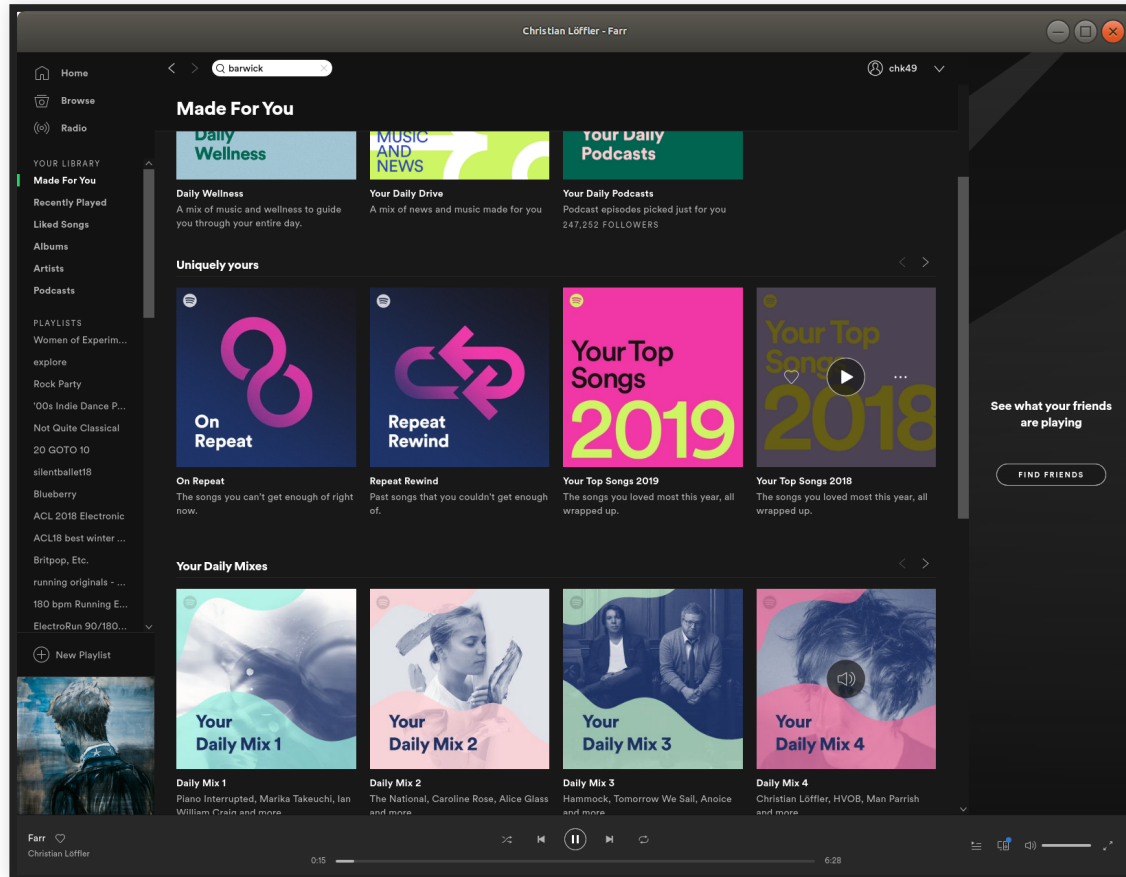 Christian Löffler - Farr
Home
Browse
Radio
YOUR LIBRARY
Made For You
Recently Played
Liked Songs
Albums
Artists
Podcasts
PLAYLISTS
Women of Experim...
explore
Rock Party
'00s Indie Dance P...
Not Quite Classical
20 GOTO 10
silentballet18
Blueberry
ACL 2018 Electronic
ACL18 best winter ...
Britpop, Etc.
running originals - ...
180 bpm Running E...
ElectroRun 90/180...
New Playlist
barwick
chk49
Made For You
Daily
Wellness
MUSIC
AND
NEWS
Your Daily
Podcasts
Daily Wellness
A mix of music and wellness to guide
you through your entire day.
Your Daily Drive
A mix of news and music made for you
Your Daily Podcasts
Podcast episodes picked just for you
247,252 FOLLOWERS
Uniquely yours
On
Repeat
Repeat
Rewind
Your Top
Songs
2019
Your Top
Songs
2018
On Repeat
The songs you can't get enough of right
now.
Repeat Rewind
Past songs that you couldn't get enough
of.
Your Top Songs 2019
The songs you loved most this year, all
wrapped up.
Your Top Songs 2018
The songs you loved most this year, all
wrapped up.
Your Daily Mixes
Your
Daily Mix 1
Your
Daily Mix 2
Your
Daily Mix 3
Your
Daily Mix 4
Daily Mix 1
Piano Interrupted, Marika Takeuchi, Ian
William Craig and more
Daily Mix 2
The National, Caroline Rose, Alice Glass
and more
Daily Mix 3
Hammock, Tomorrow We Sail, Anoice
and more
Daily Mix 4
Christian Löffler, HVOB, Man Parrish
and more
See what your friends
are playing
FIND FRIENDS
Farr
Christian Löffler
0:15
6:28